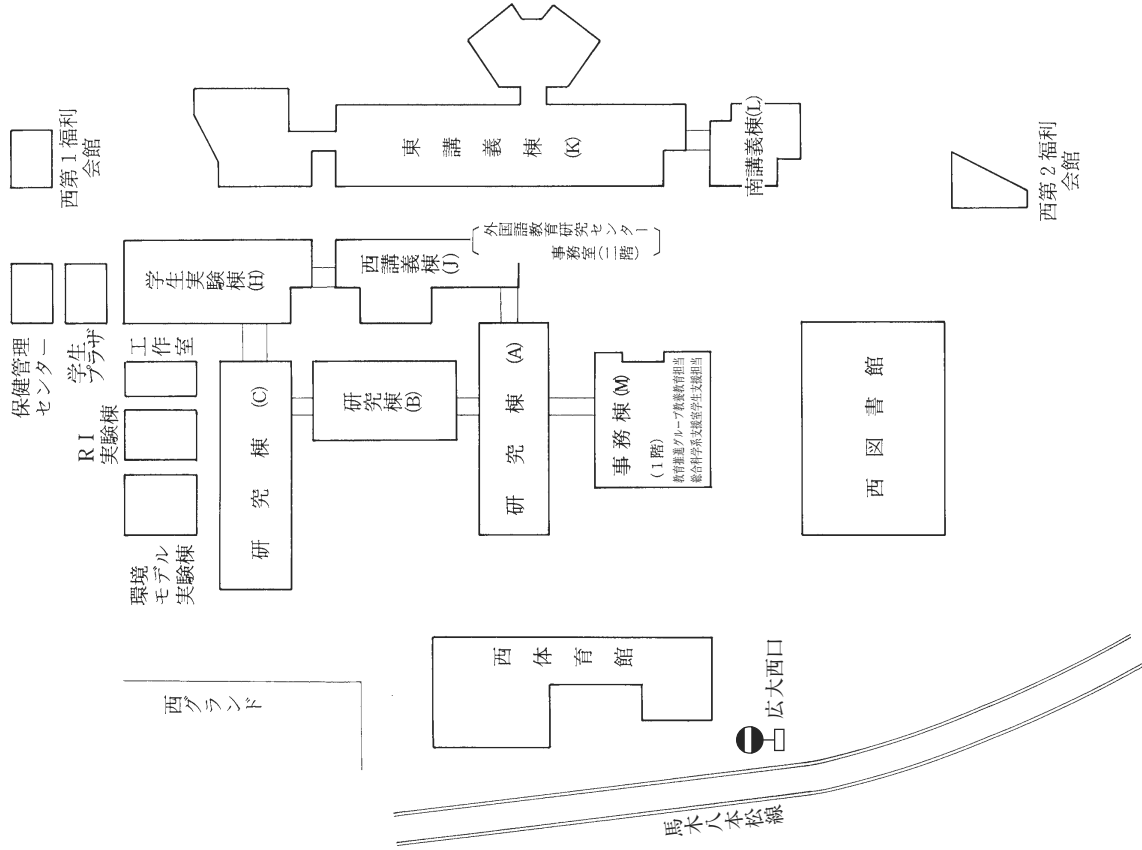 西第1福利
会館
保健管理
センター
学生
プラザ
工作
室
RI
実験棟
環境
モデル
実験棟
学生実
験棟
(H)
西講義
棟
(J)
外国語教育研究センター
事務室(二階)
東講義棟
(K)
南講義棟(L)
西第2福利
会館
研究棟 (C)
研究
棟
(B)
研究棟 (A)
事務棟(M)
(1階)
教育推進グループ教養教育担当
総合科学系支援室学生支援担当
西図書館
西体育館
西グランド
広大西口
馬木八本松線